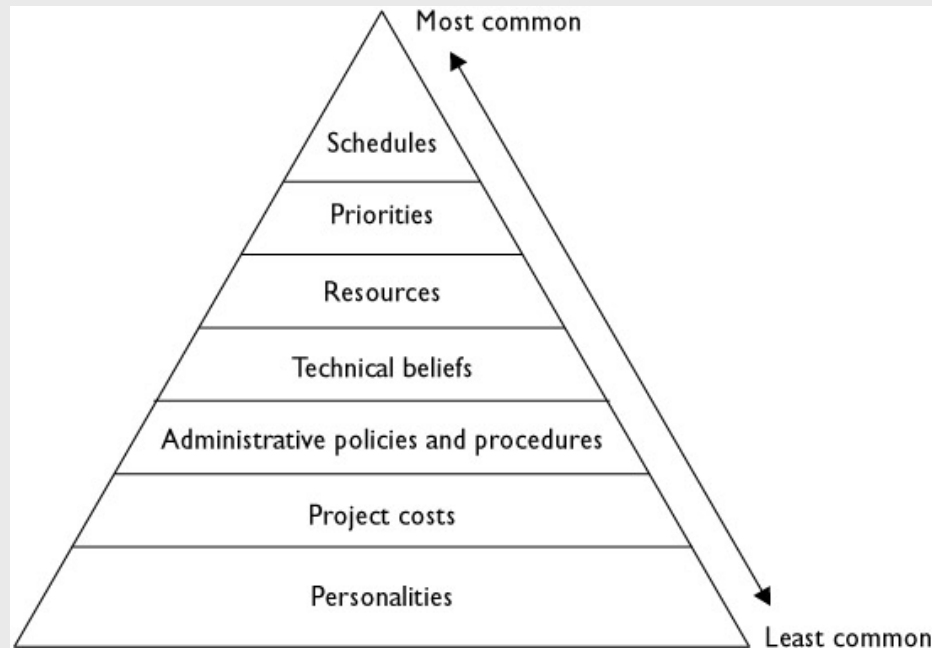 Most common
Schedules
Priorities
Resources
Technical beliefs
Administrative policies and procedures
Project costs
Personalities
Least common